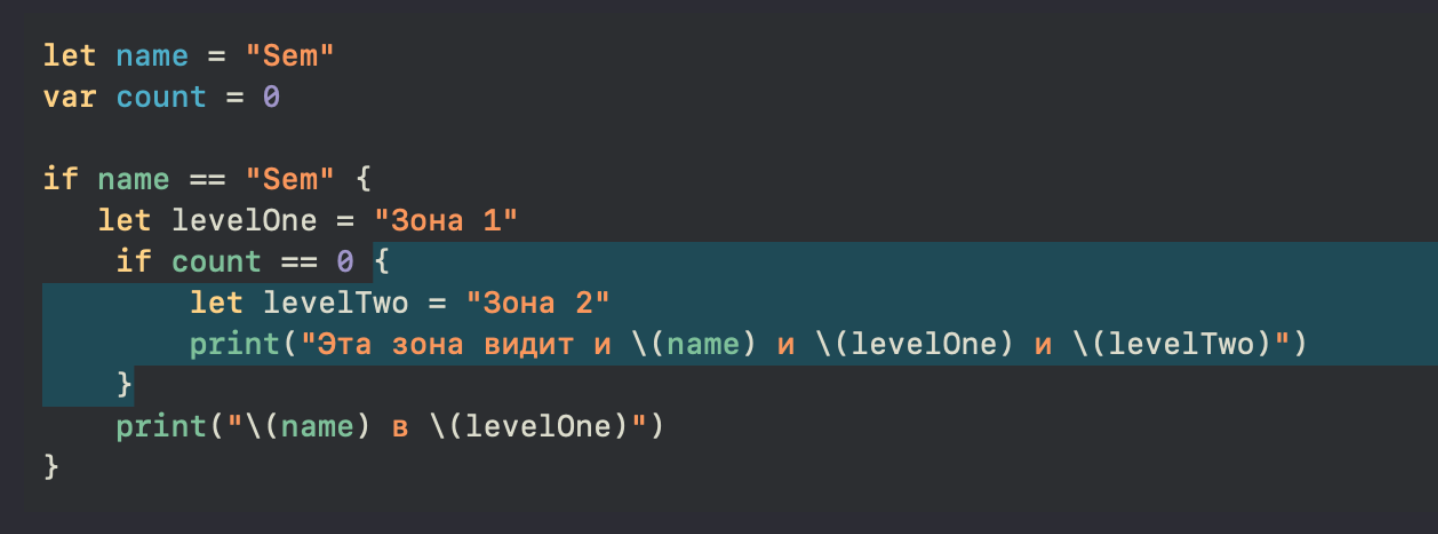 let name = "Sem"
var count = 0
if name == "Sem" {
let levelOne = "Зона 1"
if count == 0 {
let levelTwo = "Зона 2"
print("Эта зона видит и \(name) и \(levelOne) и \(levelTwo)")
}
print("\(name) в \(levelOne)")
}